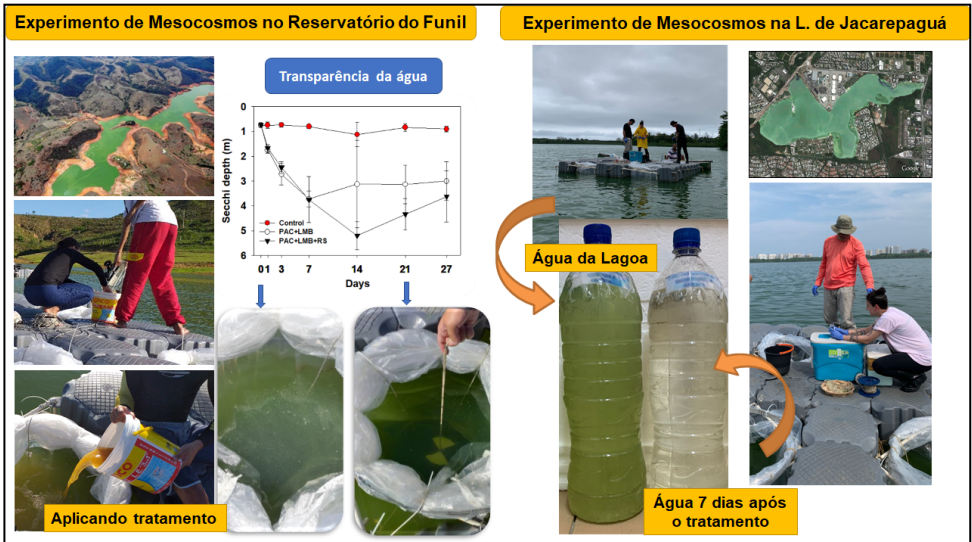 Experimento de Mesocosmos no Reservatório do Funil
Transparência da água
Secchi depth (m)
0
1
2
3
4
5
6
Control
PAC+LMB
PAC+LMB+RS
0 1 3 7 14 21 27
Days
Aplicando tratamento
Experimento de Mesocosmos na L. de Jacarepaguá
Google
Água da Lagoa
Água 7 dias após
o tratamento